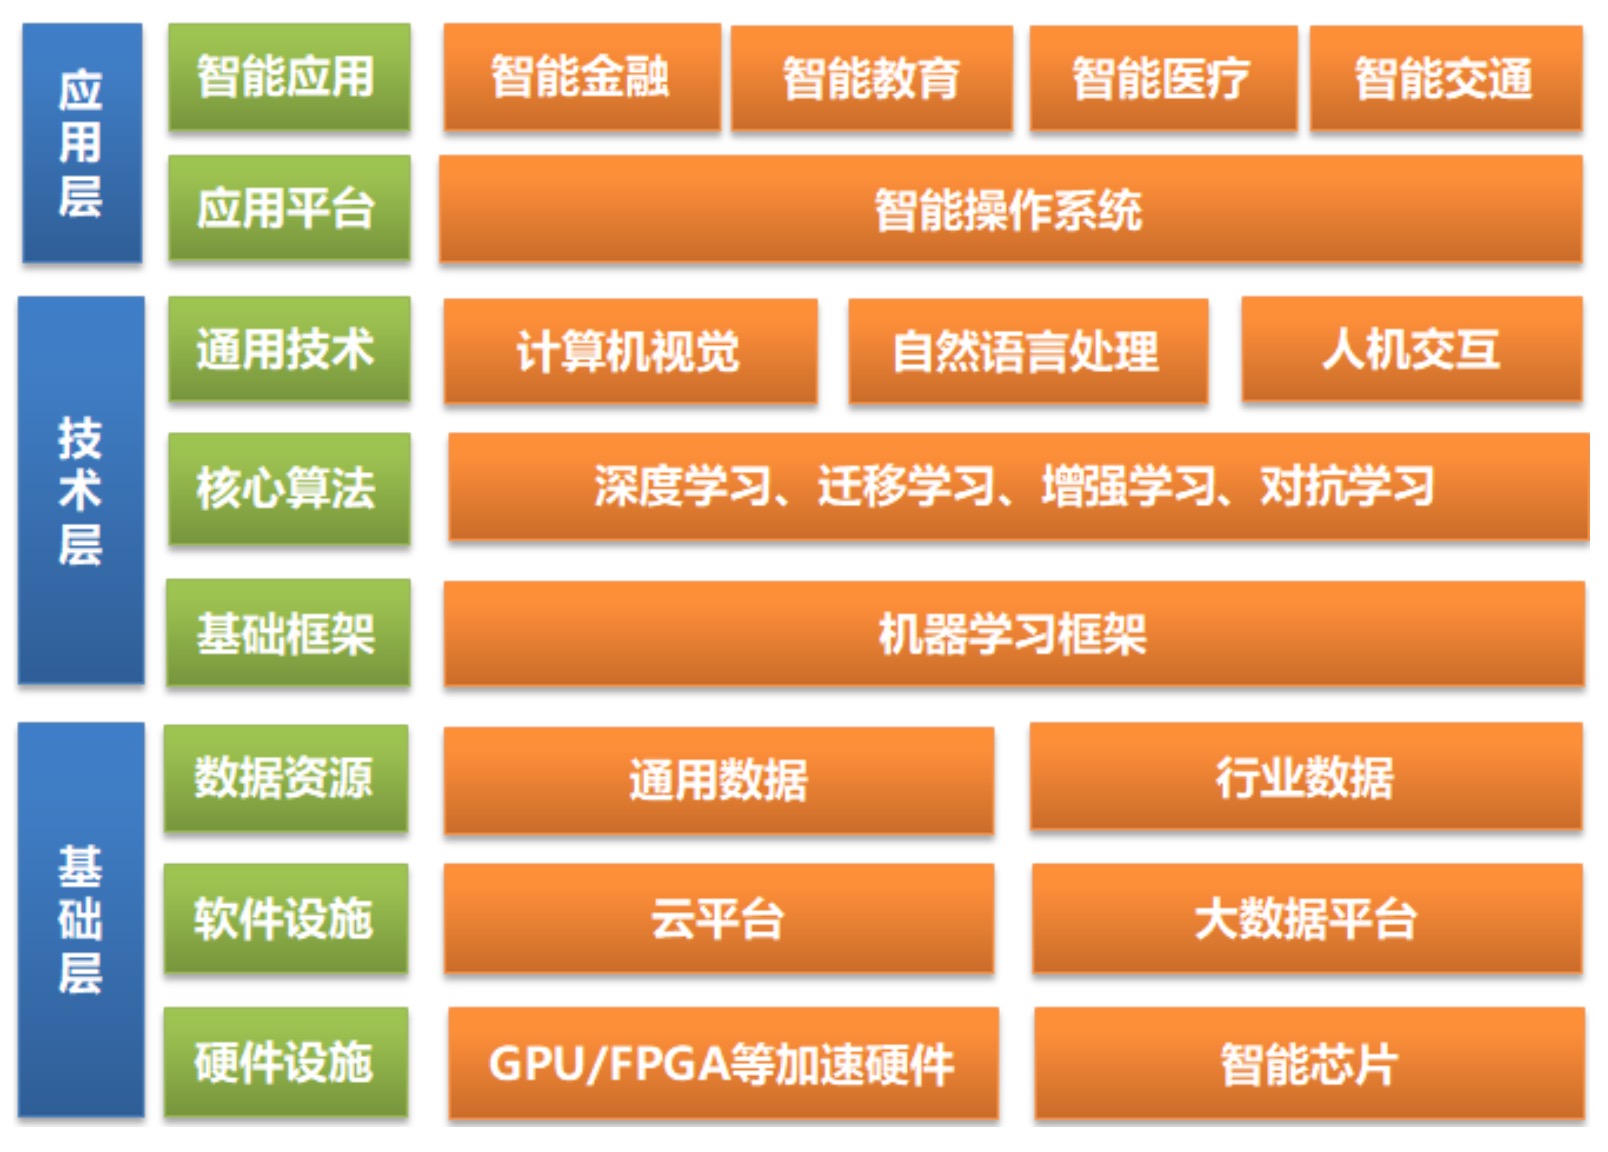 应用层
智能应用
智能金融
智能教育
智能医疗
智能交通
应用平台
智能操作系统
技术层
通用技术
计算机视觉
自然语言处理
人机交互
核心算法
深度学习、迁移学习、增强学习、对抗学习
基础框架
机器学习框架
基础层
数据资源
通用数据
行业数据
软件设施
云平台
大数据平台
硬件设施
GPU/FPGA等加速硬件
智能芯片